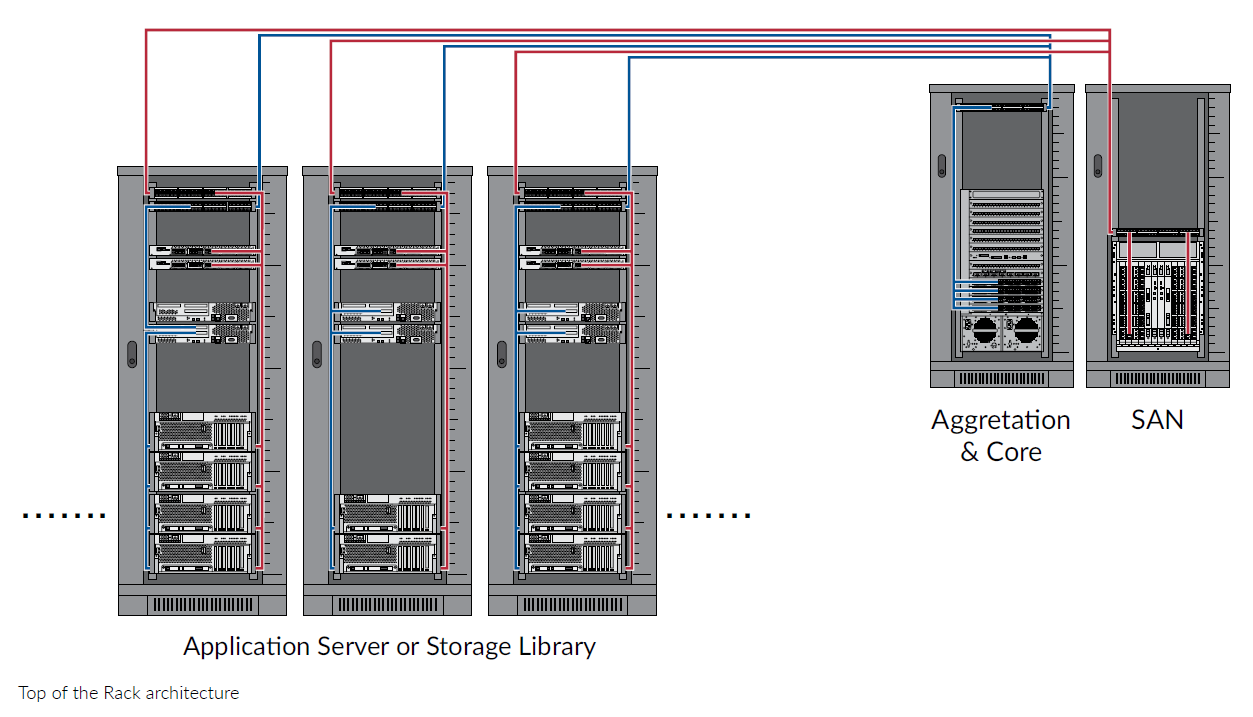 Aggretation
& Core
SAN
Application Server or Storage Library
Top of the Rack architecture